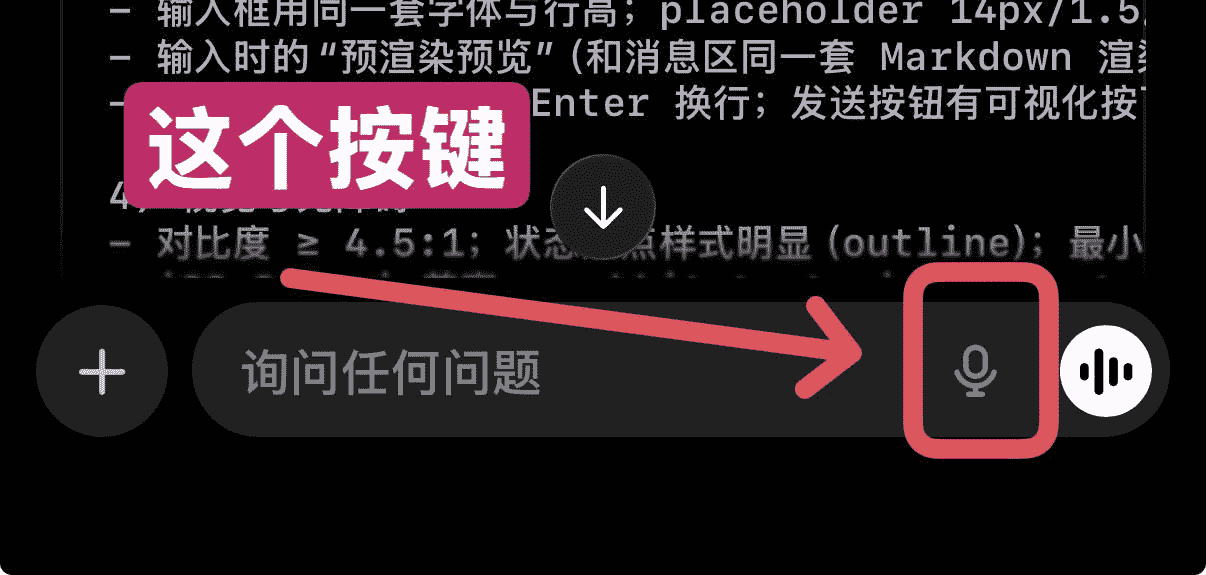 – 输入框用同一套字体与行高；placeholder 14px/1.5
– 输入时的“预渲染预览”（和消息区同一套 Markdown 渲
Enter 换行；发送按钮有可视化按
这个按键
– 对比度 ≥ 4.5:1；状态 点样式明显（outline）；最小
询问任何问题